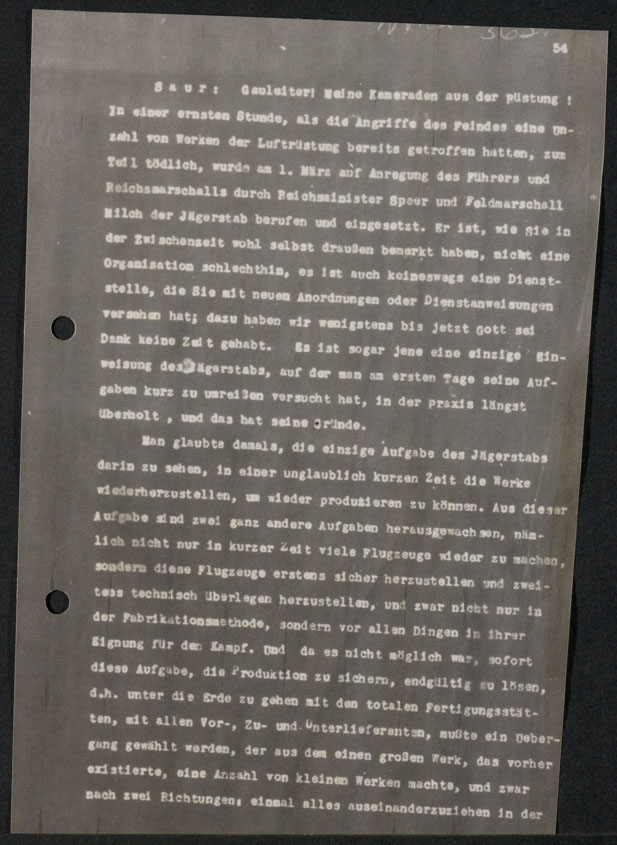 54
Saur: Gauleiter! Meine Kameraden aus der Rüstung!
In einer ernsten Stunde, als die Angriffe des Feindes eine An-
zahl von Werken der Luftrüstung bereits getroffen hatten, zum
Teil tödlich, wurde am 1. März auf Anregung des Führers und
Reichsmarschalls durch Reichsminister Speer und Feldmarschall
Milch der Jägerstab berufen und eingesetzt. Er ist, wie Sie in
der Zwischenzeit wohl selbst draußen bemerkt haben, nicht eine
Organisation schlechthin, es ist auch keineswegs eine Dienst-
stelle, die Sie mit neuen Anordnungen oder Dienstanweisungen
versehen hat; dazu haben wir wenigstens bis jetzt Gott sei
Dank keine Zeit gehabt. Es ist sogar jene eine einzige Ein-
weisung des Jägerstabs, auf der man am ersten Tage seine Auf-
gaben kurz zu umreißen versucht hat, in der Praxis längst
überholt, und das hat seine Gründe.
Man glaubte damals, die einzige Aufgabe des Jägerstabs
darin zu sehen, in einer unglaublich kurzen Zeit die Werke
wiederherzustellen, um wieder produzieren zu können. Aus dieser
Aufgabe sind zwei ganz andere Aufgaben herausgewachsen, näm-
lich nicht nur in kurzer Zeit viele Flugzeuge wieder zu machen,
sondern diese Flugzeuge erstens sicher herzustellen und zwei-
tens technisch überlegen herzustellen, und zwar nicht nur in
der Fabrikationsmethode, sondern vor allen Dingen in ihrer
Eignung für den Kampf. Und da es nicht möglich war, sofort
diese Aufgabe, die Produktion zu sichern, endgültig zu lösen,
d.h. unter die Erde zu gehen mit den totalen Fertigungsstät-
ten, mit allen Vor-, Zu- und Unterlieferanten, mußte ein Ueber-
gang gewählt werden, der aus dem einen großen Werk, das vorher
existierte, eine Anzahl von kleinen Werken machte, und zwar
nach zwei Richtungen: einmal alles auseinanderzuziehen in der